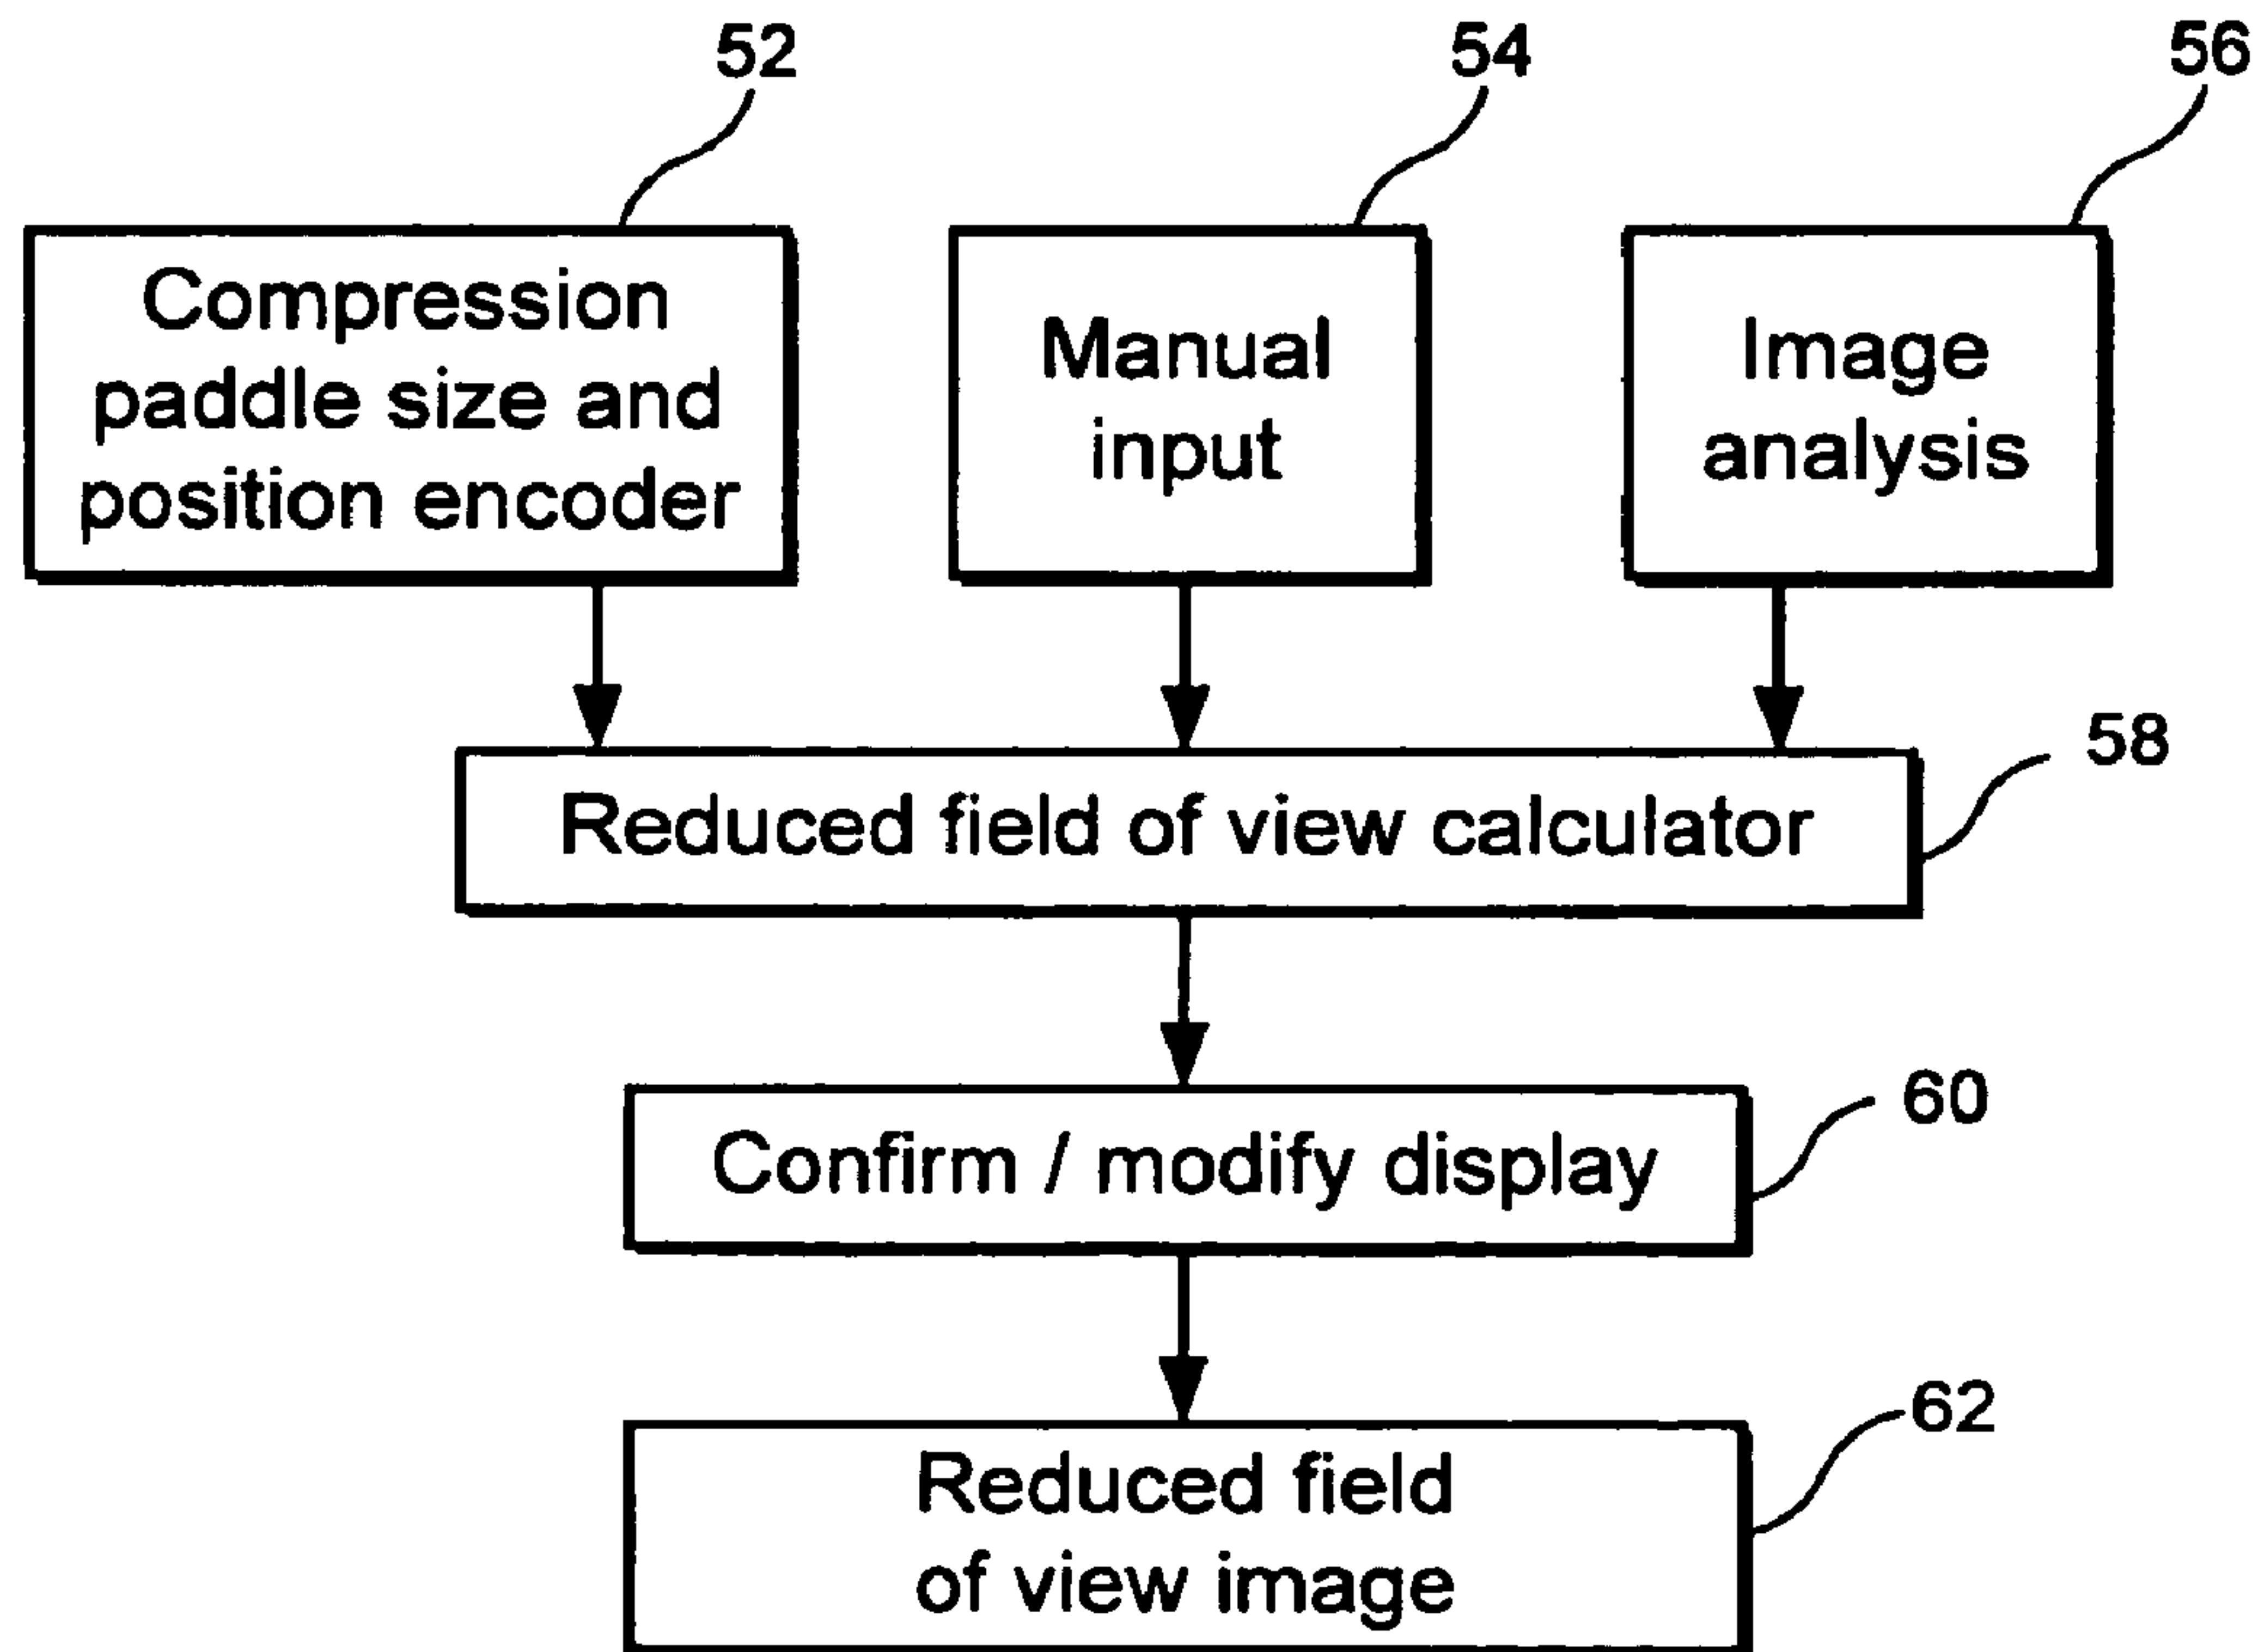 52
54
56
Compression
paddle size and
position encoder
Manual
input
Image
analysis
58
Reduced field of view calculator
60
Confirm / modify display
62
Reduced field
of view image